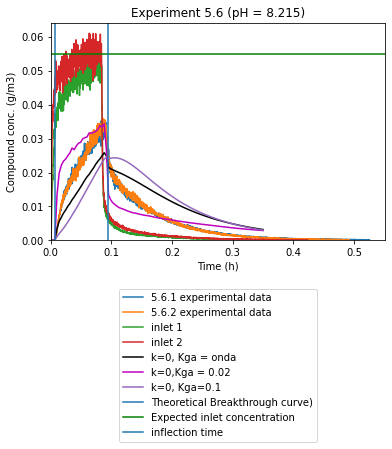 Experiment 5.6 (pH = 8.215)
Compound conc. (g/m3)
0.06
0.05
0.04
0.03
0.02
0.01
0.00
0.0 0.1 0.2 0.3 0.4 0.5
Time (h)
5.6.1 experimental data
5.6.2 experimental data
inlet 1
inlet 2
k=0, Kga = onda
k=0,Kga = 0.02
k=0, Kga=0.1
Theoretical Breakthrough curve)
Expected inlet concentration
inflection time